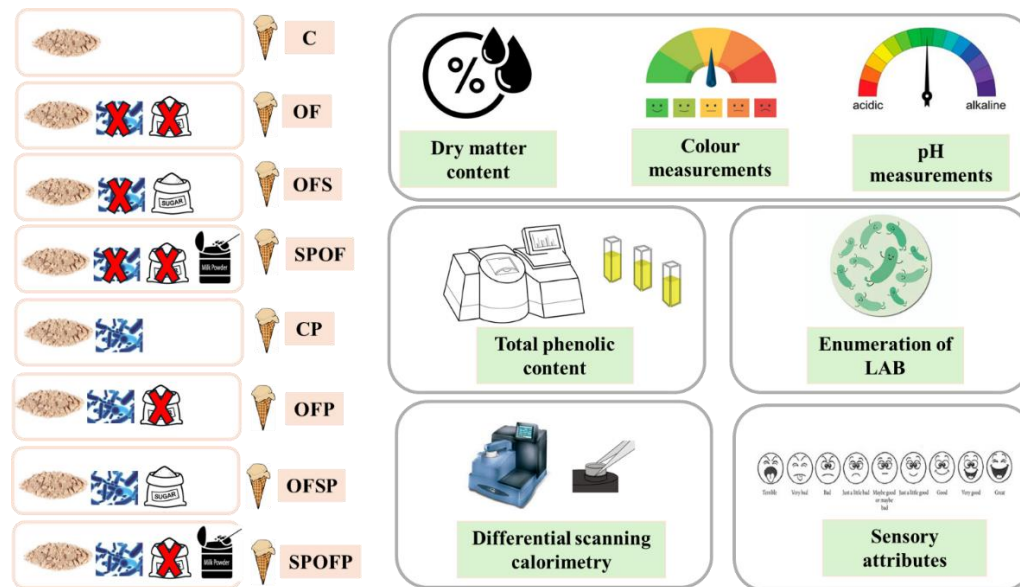 C
OF
SUGAR
OFS
Milk Powder
SPOF
CP
OFP
SUGAR
OFSP
Milk Powder
SPOFP
%
Dry matter
content
Colour
measurements
acidic
alkaline
pH
measurements
Total phenolic
content
Enumeration of
LAB
Differential scanning
calorimetry
Terrible
Very bad
Bad
Just a little bad
Maybe good
or maybe
bad
Just a little good
Good
Very good
Great
Sensory
attributes